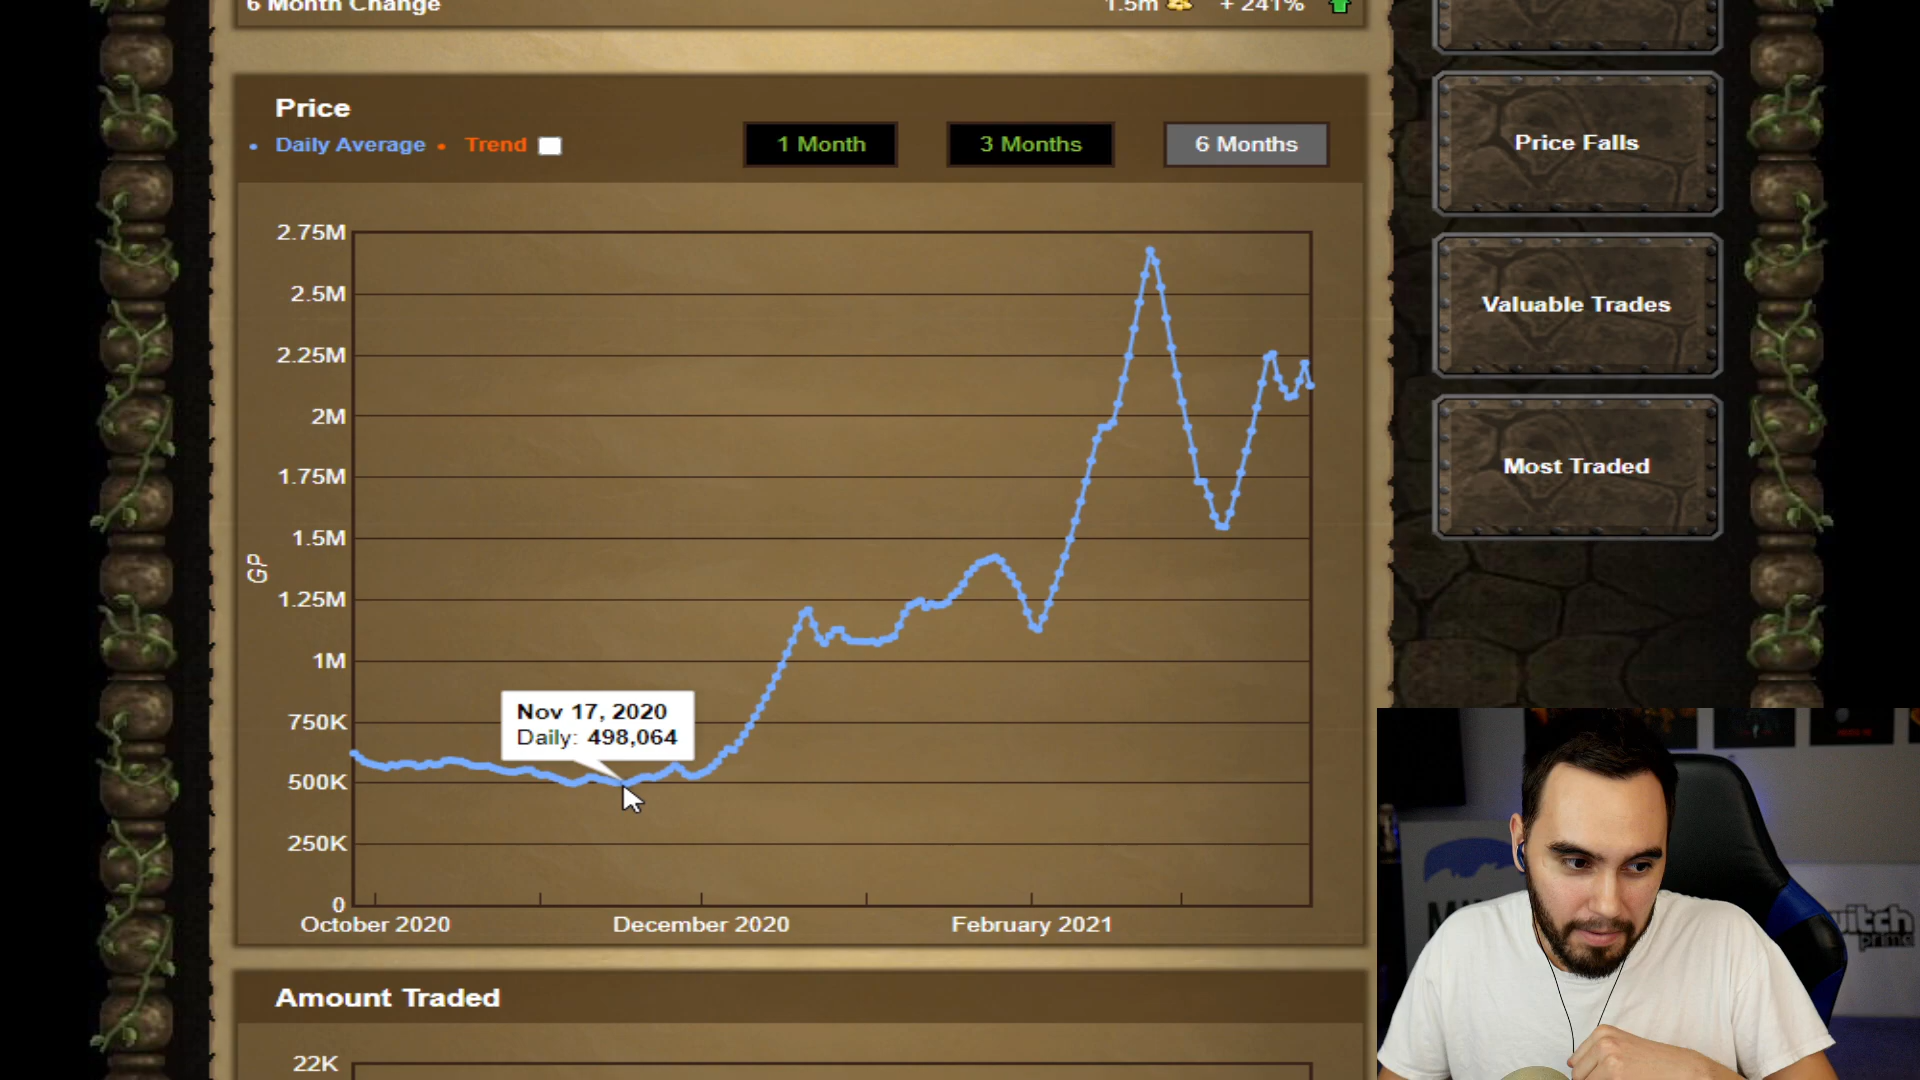 6 Month Change 1.5m + 241%
Price
Daily Average Trend
1 Month 3 Months 6 Months
2.75M
2.5M
2.25M
2M
1.75M
1.5M
1.25M
1M
750K
500K
250K
0
GP
Nov 17, 2020
Daily: 498,064
October 2020 December 2020 February 2021
Amount Traded
22K
Price Falls
Valuable Trades
Most Traded
witch
prime